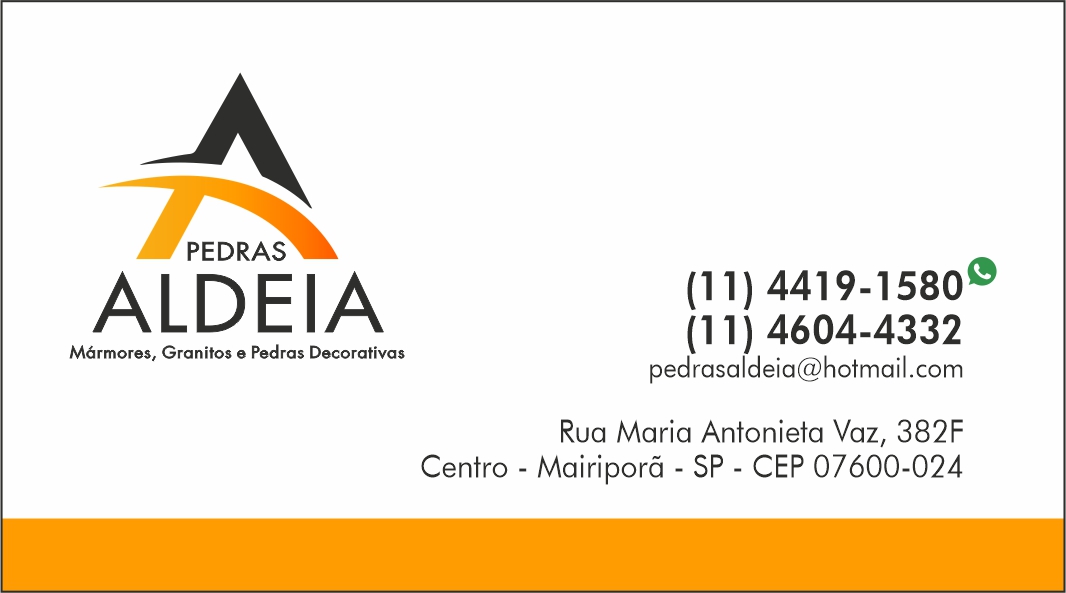 PEDRAS
ALDEIA
Mármores, Granitos e Pedras Decorativas
(11) 4419-1580
(11) 4604-4332
pedrasaldeia@hotmail.com
Rua Maria Antonieta Vaz, 382F
Centro - Mairiporã - SP - CEP 07600-024